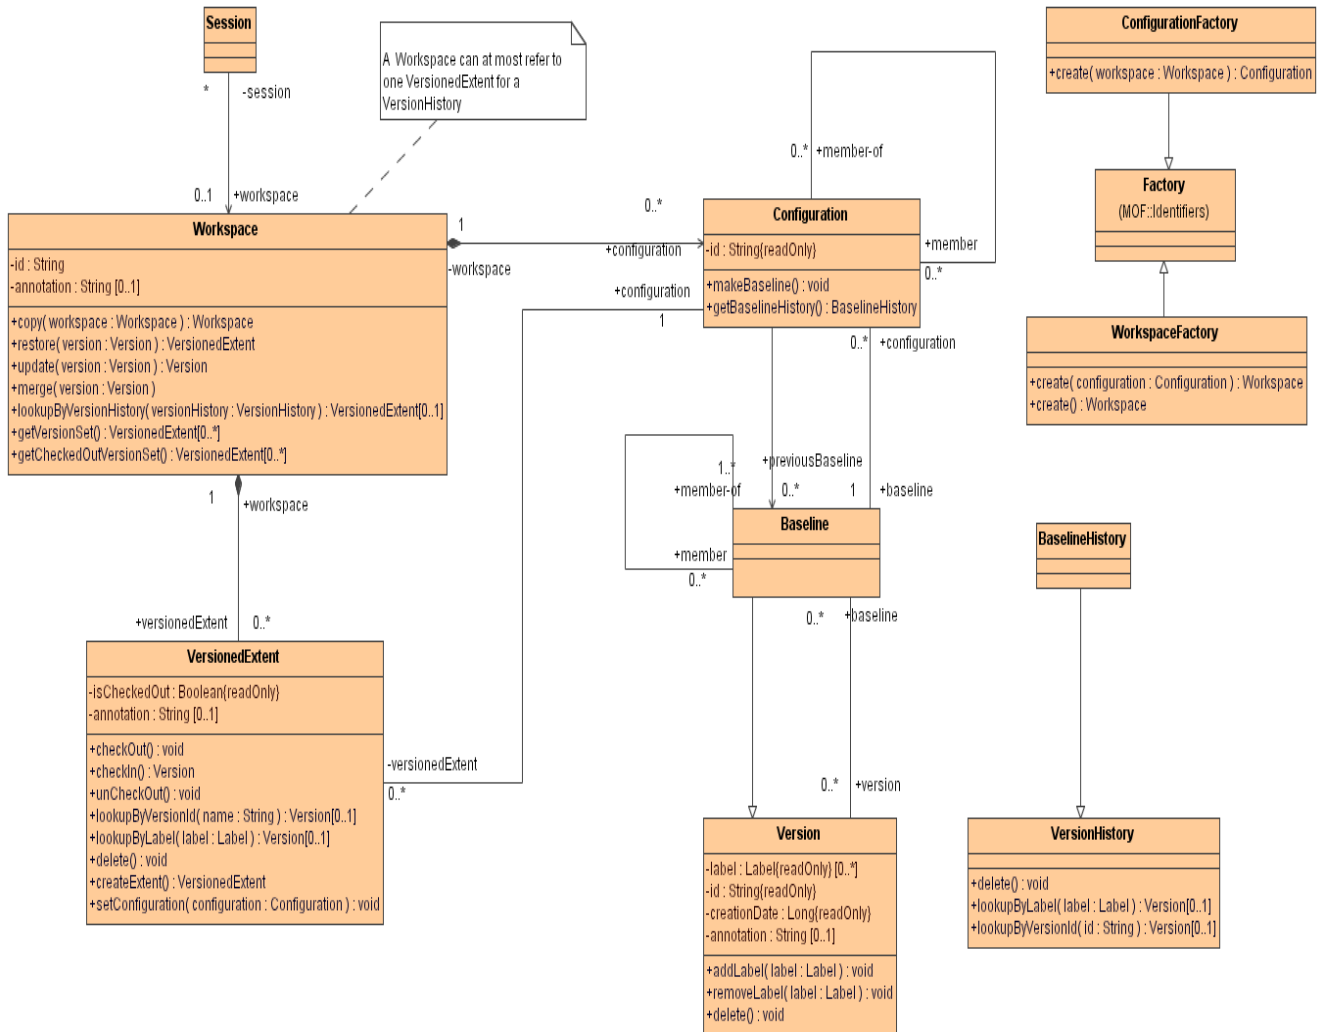 Session
*
-session
A Workspace can at most refer to
one VersionedExtent for a
VersionHistory
0..1
+workspace
Workspace
-id : String
-annotation : String [0..1]
+copy( workspace : Workspace ) : Workspace
+restore( version : Version ) : VersionedExtent
+update( version : Version ) : Version
+merge( version : Version )
+lookupByVersionHistory( versionHistory : VersionHistory ) : VersionedExtent[0..1]
+getVersionSet() : VersionedExtent[0..*]
+getCheckedOutVersionSet() : VersionedExtent[0..*]
1
-workspace
0..*
+configuration
+configuration
1
0..*
+member-of
Configuration
-id : String{readOnly}
+makeBaseline() : void
+getBaselineHistory() : BaselineHistory
+member
0..*
0..*
+configuration
ConfigurationFactory
+create( workspace : Workspace ) : Configuration
Factory
(MOF::Identifiers)
WorkspaceFactory
+create( configuration : Configuration ) : Workspace
+create() : Workspace
1
+workspace
+versionedExtent
0..*
VersionedExtent
-isCheckedOut : Boolean{readOnly}
-annotation : String [0..1]
+checkOut() : void
+checkIn() : Version
+unCheckOut() : void
+lookupByVersionId( name : String ) : Version[0..1]
+lookupByLabel( label : Label ) : Version[0..1]
+delete() : void
+createExtent() : VersionedExtent
+setConfiguration( configuration : Configuration ) : void
-versionedExtent
0..*
1..*
+member-of
+previousBaseline
0..*
1
+baseline
Baseline
+member
0..*
0..*
+baseline
0..*
+version
Version
-label : Label{readOnly} [0..*]
-id : String{readOnly}
-creationDate : Long{readOnly}
-annotation : String [0..1]
+addLabel( label : Label ) : void
+removeLabel( label : Label ) : void
+delete() : void
BaselineHistory
VersionHistory
+delete() : void
+lookupByLabel( label : Label ) : Version[0..1]
+lookupByVersionId( id : String ) : Version[0..1]